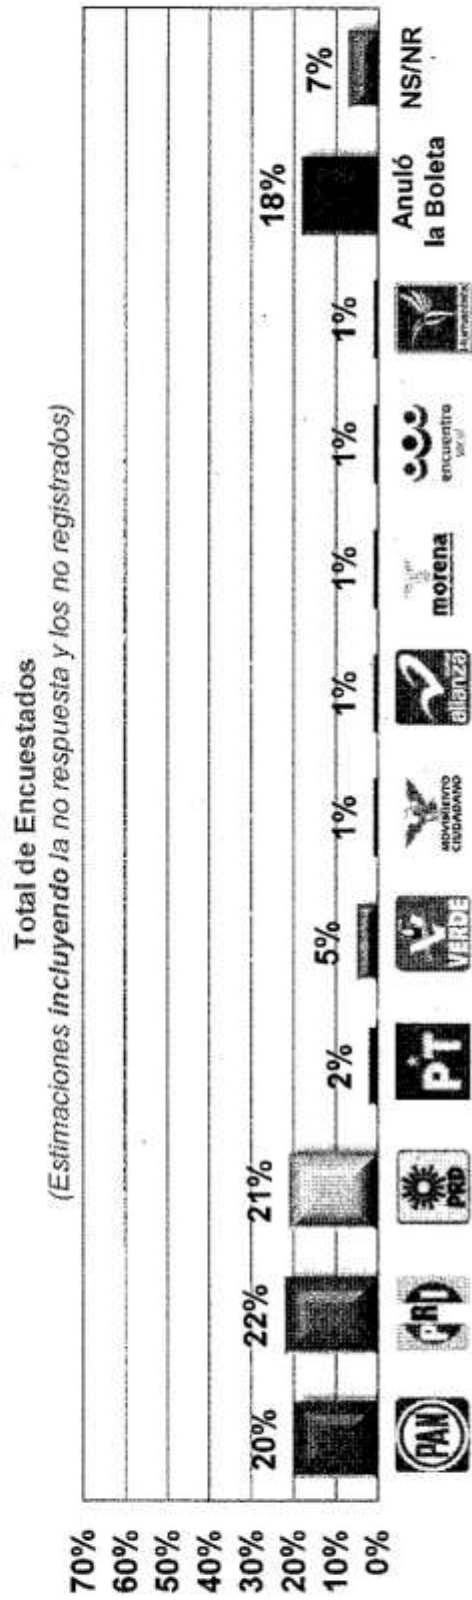 Total de Encuestados
(Estimaciones incluyendo la no respuesta y los no registrados)
70%
60%
50%
40%
30%
20%
10%
0%
20%
22%
21%
2%
5%
1%
1%
1%
1%
1%
18%
7%
PAN
PRD
PT
VERDE
MOVIMIENTO
CIUDADANO
alianza
morena
encuentro
social
Humanista
Anuló
la Boleta
NS/NR